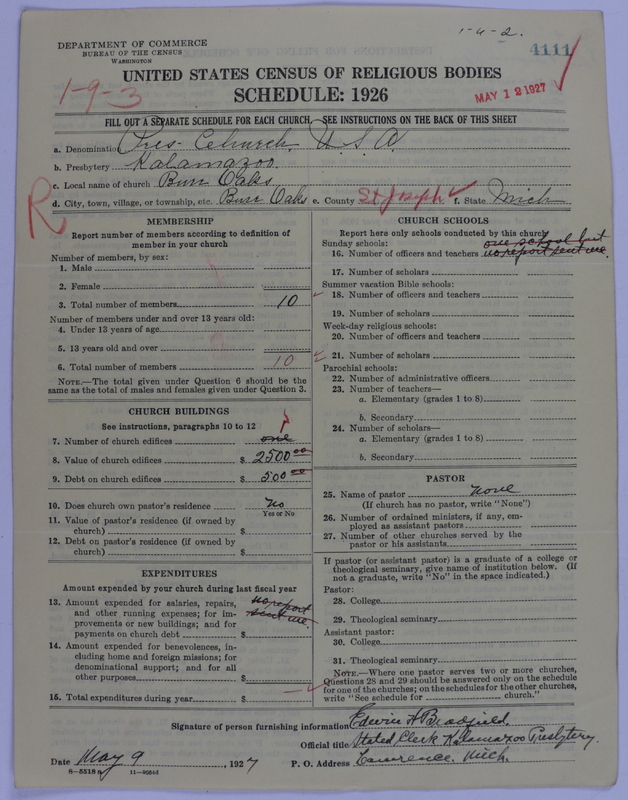 1-4-2.
DEPARTMENT OF COMMERCE
BUREAU OF THE CENSUS
WASHINGTON
4111
UNITED STATES CENSUS OF RELIGIOUS BODIES
SCHEDULE: 1926
1-9-3
MAY 12 1927
FILL OUT A SEPARATE SCHEDULE FOR EACH CHURCH. SEE INSTRUCTIONS ON THE BACK OF THIS SHEET
a. Denomination Pres- Church. U.S.A.
b. Presbytery Kalamazoo.
c. Local name of church Burr Oaks
d. City, town, village, or township, etc. Burr Oaks e. County St. Joseph f. State Mich
R
MEMBERSHIP
Report number of members according to definition of
member in your church
Number of members, by sex:
1. Male
2. Female
3. Total number of members 10
Number of members under and over 13 years old:
4. Under 13 years of age
5. 13 years old and over
6. Total number of members 10
NOTE.—The total given under Question 6 should be the
same as the total of males and females given under Question 3.
CHURCH BUILDINGS
See instructions, paragraphs 10 to 12
1
7. Number of church edifices one
8. Value of church edifices $ 2500 00
9. Debt on church edifices $ 500 00
10. Does church own pastor's residence No
Yes or No
11. Value of pastor's residence (if owned by
church) $
12. Debt on pastor's residence (if owned by
church) $
EXPENDITURES
Amount expended by your church during last fiscal year
13. Amount expended for salaries, repairs, no report
and other running expenses; for im- sent me.
provements or new buildings; and for
payments on church debt $
14. Amount expended for benevolences, in-
cluding home and foreign missions; for
denominational support; and for all
other purposes $
15. Total expenditures during year $
CHURCH SCHOOLS
Report here only schools conducted by this church
Sunday schools: one school but
16. Number of officers and teachers no report sent me.
17. Number of scholars
Summer vacation Bible schools:
18. Number of officers and teachers
19. Number of scholars
Week-day religious schools:
20. Number of officers and teachers
21. Number of scholars
Parochial schools:
22. Number of administrative officers
23. Number of teachers—
a. Elementary (grades 1 to 8)
b. Secondary
24. Number of scholars—
a. Elementary (grades 1 to 8)
b. Secondary
PASTOR
25. Name of pastor None
(If church has no pastor, write "None")
26. Number of ordained ministers, if any, em-
ployed as assistant pastors
27. Number of other churches served by the
pastor or his assistants
If pastor (or assistant pastor) is a graduate of a college or
theological seminary, give name of institution below. (If
not a graduate, write "No" in the space indicated.)
Pastor:
28. College
29. Theological seminary
Assistant pastor:
30. College
31. Theological seminary
NOTE.—Where one pastor serves two or more churches,
Questions 28 and 29 should be answered only on the schedule
for one of the churches; on the schedules for the other churches,
write "See schedule for church."
Signature of person furnishing information Edwin A Bradfield
Official title Stated Clerk Kalamazoo Presbytery.
Date May 9, 1927 P. O. Address Lawrence. Mich.